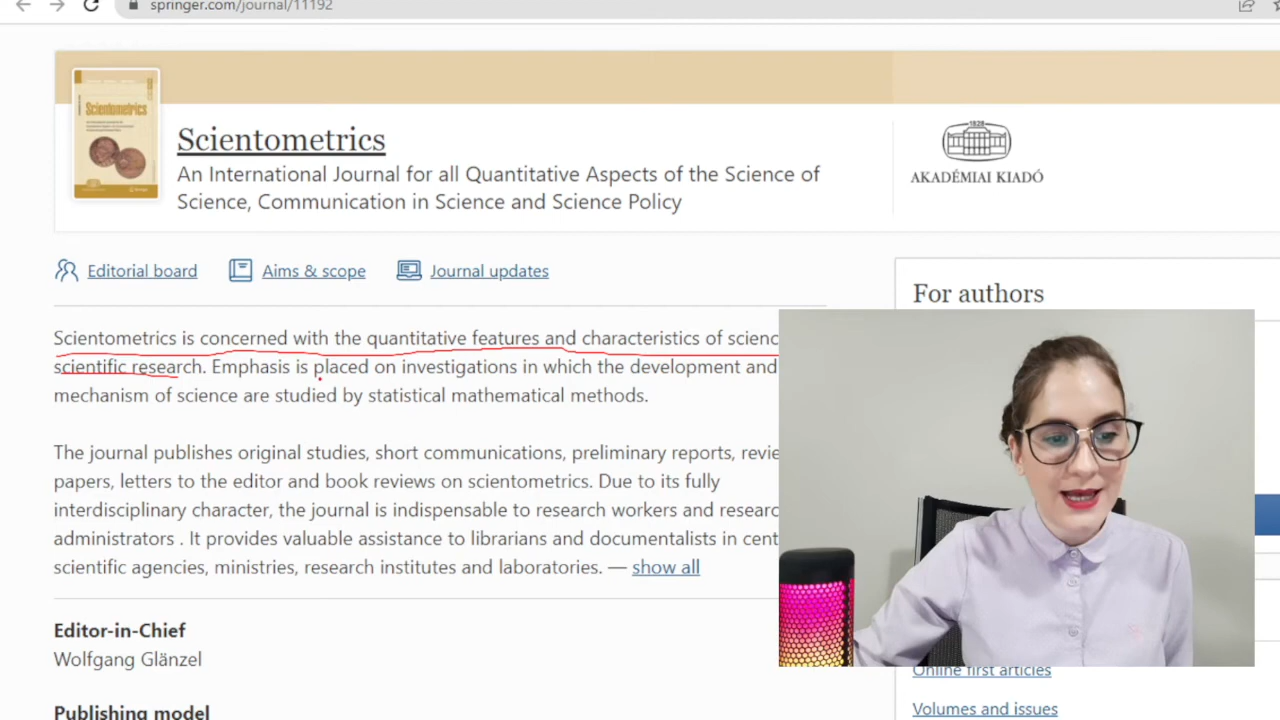 springer.com/journal/11192
Scientometrics
Scientometrics
An International Journal for all Quantitative Aspects of the Science of
Science, Communication in Science and Science Policy
1828
AKADÉMIAI KIADÓ
Editorial board
Aims & scope
Journal updates
For authors
Scientometrics is concerned with the quantitative features and characteristics of scienc
scientific research. Emphasis is placed on investigations in which the development and
mechanism of science are studied by statistical mathematical methods.
The journal publishes original studies, short communications, preliminary reports, revie
papers, letters to the editor and book reviews on scientometrics. Due to its fully
interdisciplinary character, the journal is indispensable to research workers and researc
administrators . It provides valuable assistance to librarians and documentalists in cent
scientific agencies, ministries, research institutes and laboratories. — show all
Editor-in-Chief
Wolfgang Glänzel
Publishing model
Online first articles
Volumes and issues